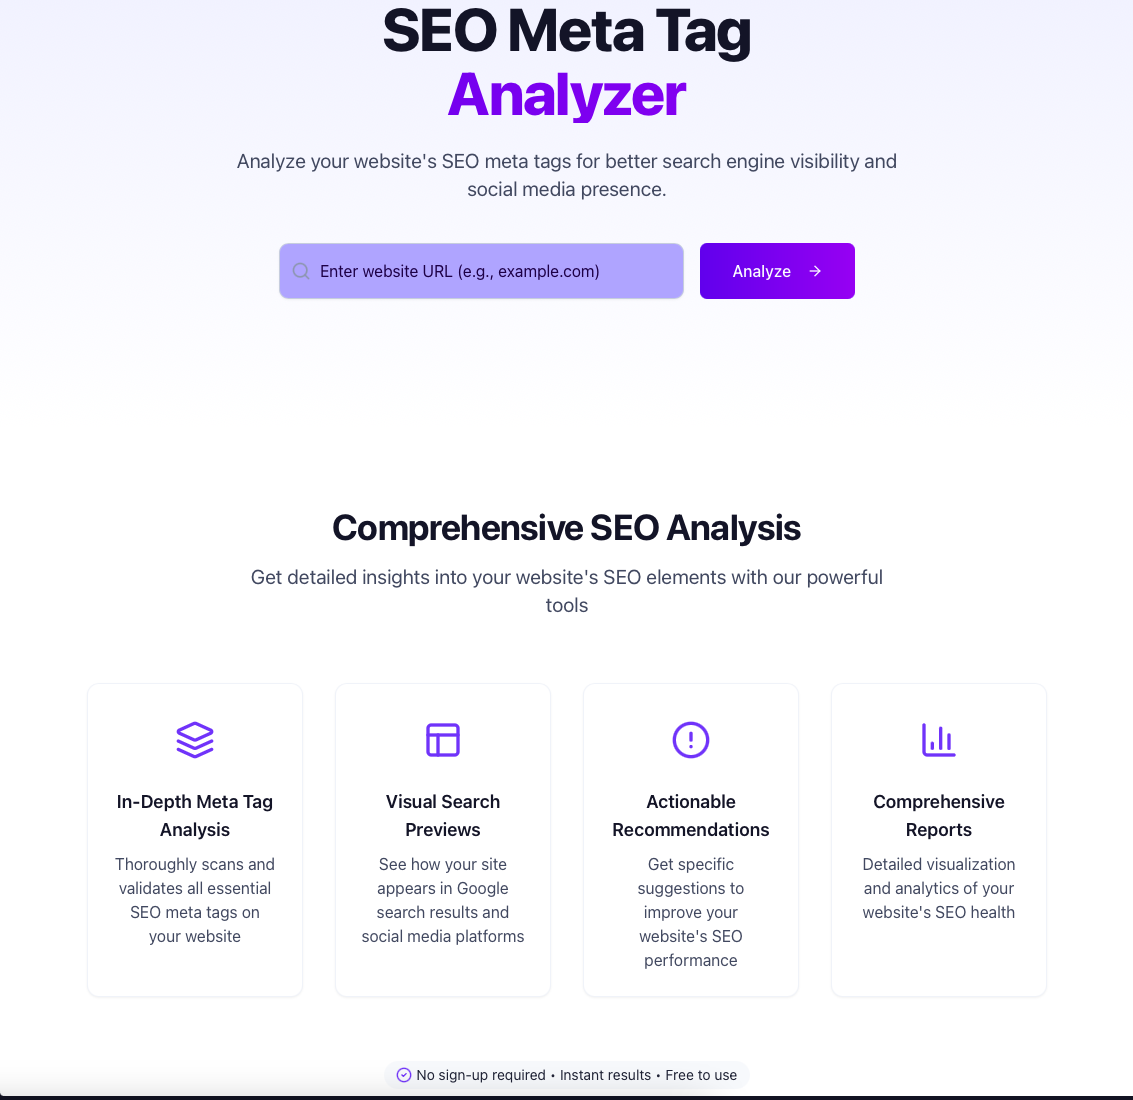 SEO Meta Tag
Analyzer
Analyze your website's SEO meta tags for better search engine visibility and
social media presence.
Enter website URL (e.g., example.com)
Analyze
Comprehensive SEO Analysis
Get detailed insights into your website's SEO elements with our powerful
tools
In-Depth Meta Tag
Analysis
Thoroughly scans and
validates all essential
SEO meta tags on
your website
Visual Search
Previews
See how your site
appears in Google
search results and
social media platforms
Actionable
Recommendations
Get specific
suggestions to
improve your
website's SEO
performance
Comprehensive
Reports
Detailed visualization
and analytics of your
website's SEO health
No sign-up required • Instant results • Free to use